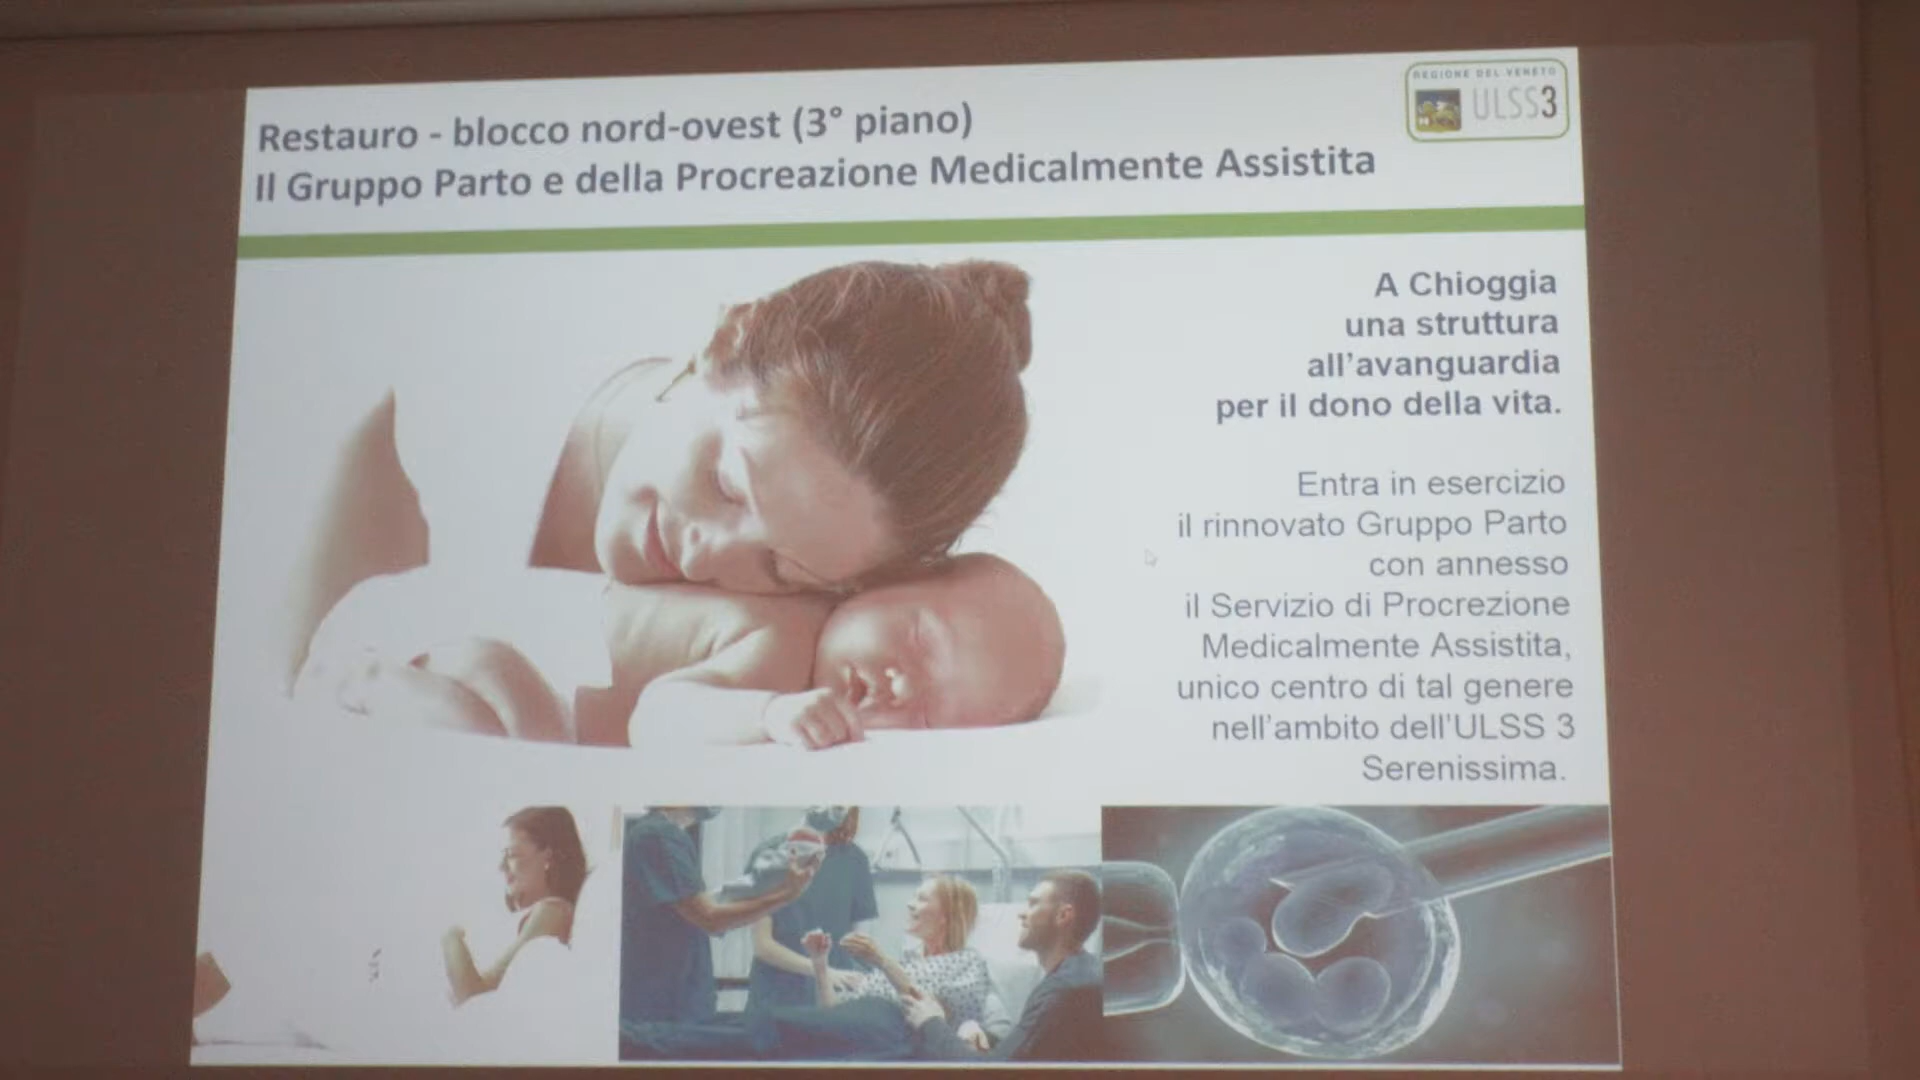 Restauro - blocco nord-ovest (3° piano)
Il Gruppo Parto e della Procreazione Medicalmente Assistita
REGIONE DEL VENETO
ULSS3
A Chioggia
una struttura
all'avanguardia
per il dono della vita.
Entra in esercizio
il rinnovato Gruppo Parto
con annesso
il Servizio di Procrezione
Medicalmente Assistita,
unico centro di tal genere
nell'ambito dell'ULSS 3
Serenissima.